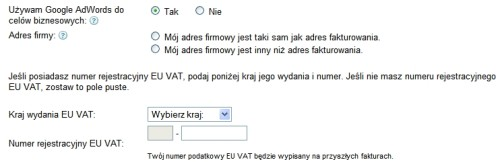 Używam Google AdWords do Tak Nie
celów biznesowych:
Adres firmy: Mój adres firmowy jest taki sam jak adres fakturowania.
Mój adres firmowy jest inny niż adres fakturowania.
Jeśli posiadasz numer rejestracyjny EU VAT, podaj poniżej kraj jego wydania i numer. Jeśli nie masz numeru rejestracyjnego
EU VAT, zostaw to pole puste.
Kraj wydania EU VAT: Wybierz kraj:
Numer rejestracyjny EU VAT: -
Twój numer podatkowy EU VAT będzie wypisany na przyszłych fakturach.